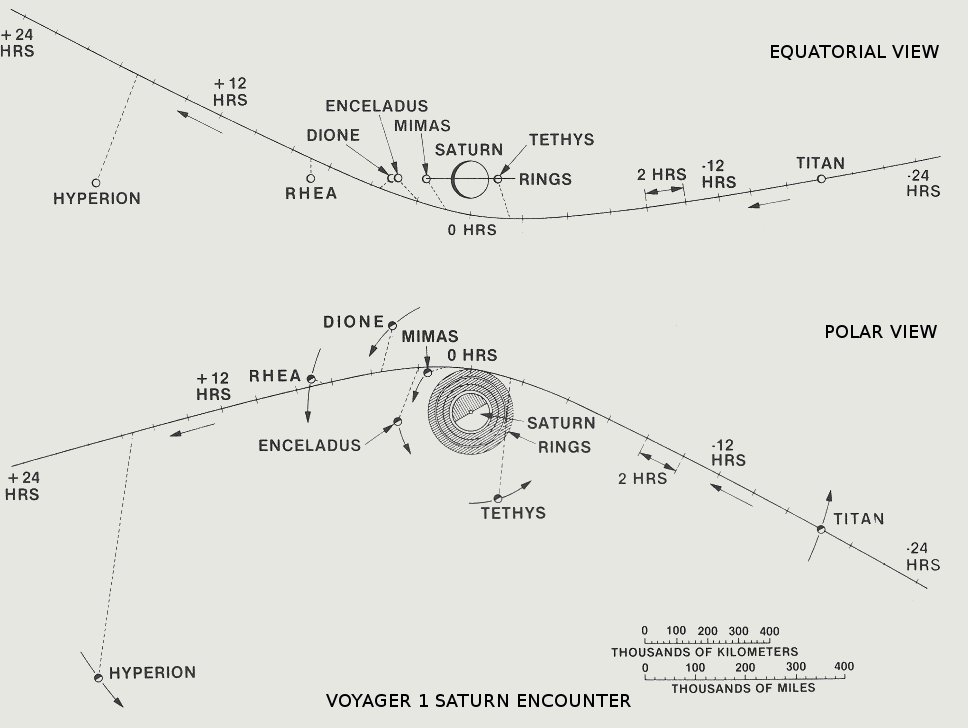 +24
HRS
EQUATORIAL VIEW
+12
HRS
ENCELADUS
MIMAS
DIONE
TETHYS
SATURN
TITAN
2 HRS
-12
HRS
RINGS
-24
HRS
HYPERION
RHEA
0 HRS
DIONE
POLAR VIEW
MIMAS
0 HRS
RHEA
+12
HRS
SATURN
ENCELADUS
RINGS
-12
HRS
2 HRS
+24
HRS
TETHYS
TITAN
-24
HRS
0 100 200 300 400
THOUSANDS OF KILOMETERS
0 100 200 300 400
THOUSANDS OF MILES
HYPERION
VOYAGER 1 SATURN ENCOUNTER